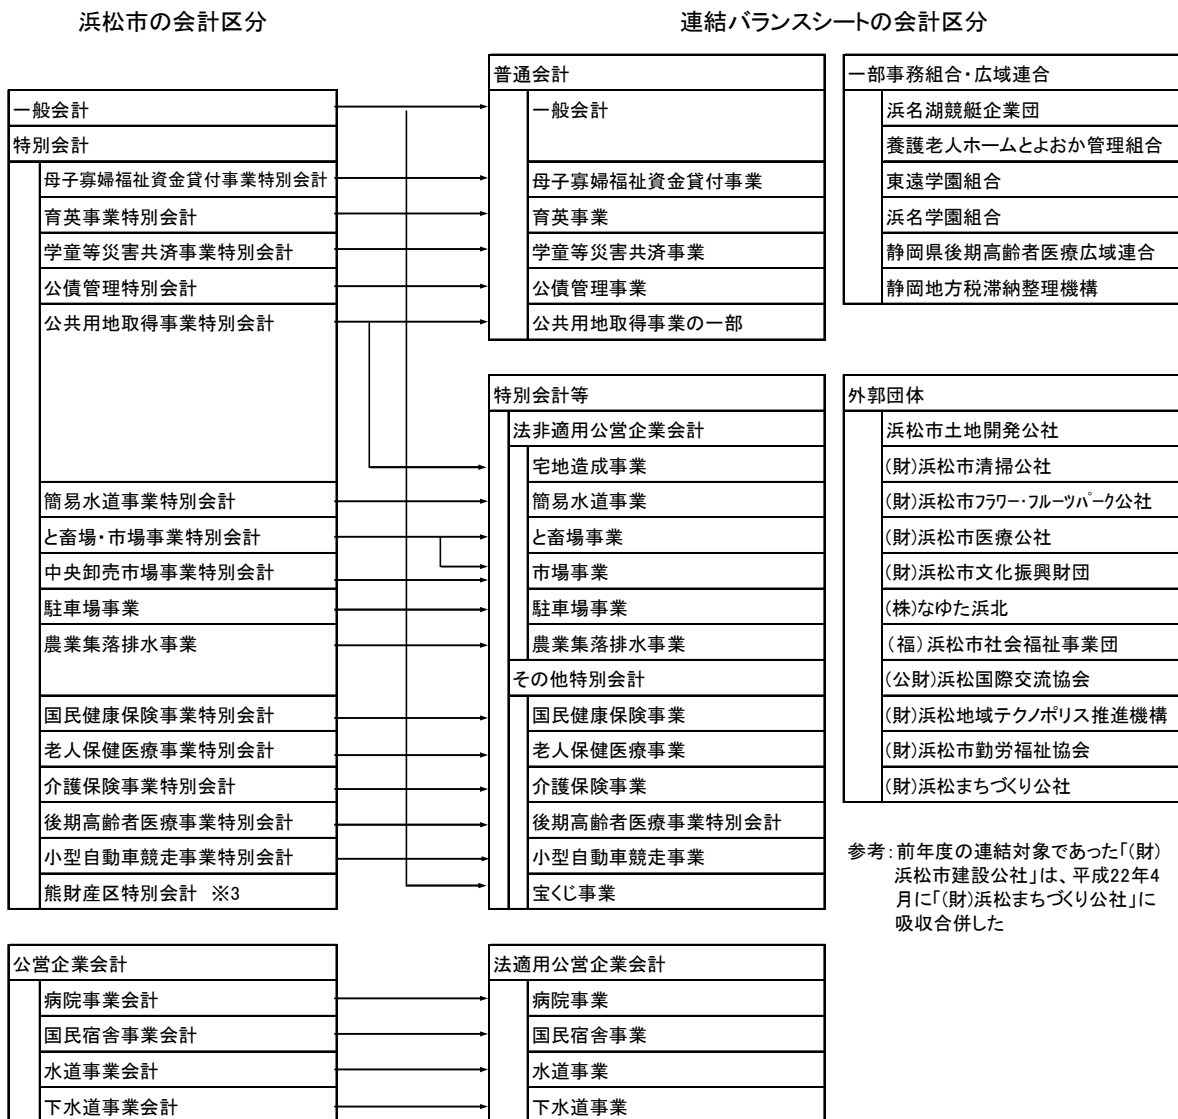 浜松市の会計区分
一般会計
特別会計
母子寡婦福祉資金貸付事業特別会計
育英事業特別会計
学童等災害共済事業特別会計
公債管理特別会計
公共用地取得事業特別会計
簡易水道事業特別会計
と畜場・市場事業特別会計
中央卸売市場事業特別会計
駐車場事業
農業集落排水事業
国民健康保険事業特別会計
老人保健医療事業特別会計
介護保険事業特別会計
後期高齢者医療事業特別会計
小型自動車競走事業特別会計
熊財産区特別会計 ※3
公営企業会計
病院事業会計
国民宿舎事業会計
水道事業会計
下水道事業会計
連結バランスシートの会計区分
普通会計
一般会計
母子寡婦福祉資金貸付事業
育英事業
学童等災害共済事業
公債管理事業
公共用地取得事業の一部
特別会計等
法非適用公営企業会計
宅地造成事業
簡易水道事業
と畜場事業
市場事業
駐車場事業
農業集落排水事業
その他特別会計
国民健康保険事業
老人保健医療事業
介護保険事業
後期高齢者医療事業特別会計
小型自動車競走事業
宝くじ事業
法適用公営企業会計
病院事業
国民宿舎事業
水道事業
下水道事業
一部事務組合・広域連合
浜名湖競艇企業団
養護老人ホームとよおか管理組合
東遠学園組合
浜名学園組合
静岡県後期高齢者医療広域連合
静岡地方税滞納整理機構
外郭団体
浜松市土地開発公社
(財)浜松市清掃公社
(財)浜松市ﾌﾗﾜｰ・ﾌﾙｰﾂﾊﾟｰｸ公社
(財)浜松市医療公社
(財)浜松市文化振興財団
(株)なゆた浜北
(福)浜松市社会福祉事業団
(公財)浜松国際交流協会
(財)浜松地域テクノポリス推進機構
(財)浜松市勤労福祉協会
(財)浜松まちづくり公社
参考：前年度の連結対象であった「(財)
浜松市建設公社」は、平成22年4
月に「(財)浜松まちづくり公社」に
吸収合併した